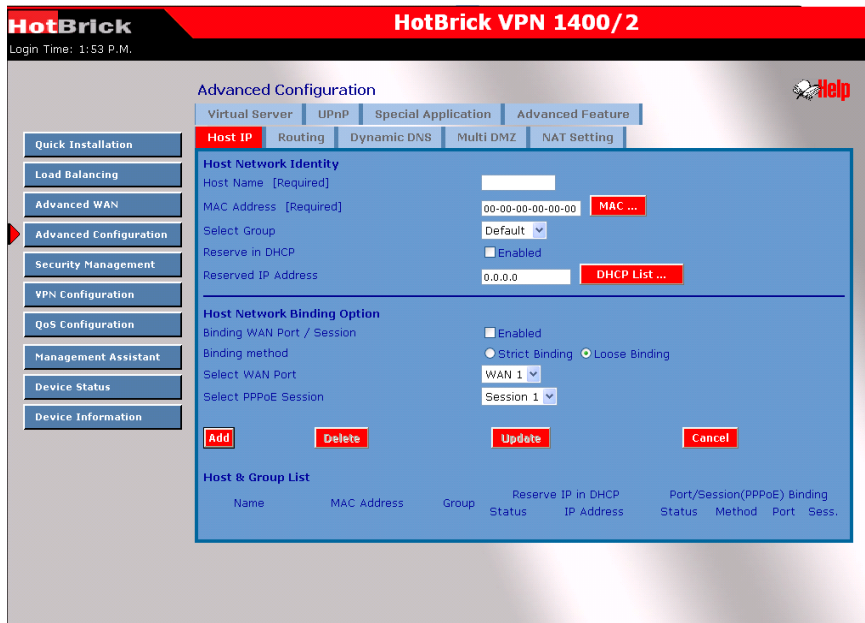 HotBrick
HotBrick VPN 1400/2
Login Time: 1:53 P.M.
Advanced Configuration
Help
Virtual Server UPnP Special Application Advanced Feature
Host IP Routing Dynamic DNS Multi DMZ NAT Setting
Quick Installation
Load Balancing
Advanced WAN
Advanced Configuration
Security Management
VPN Configuration
QoS Configuration
Management Assistant
Device Status
Device Information
Host Network Identity
Host Name [Required]
MAC Address [Required] 00-00-00-00-00-00 MAC ...
Select Group Default
Reserve in DHCP Enabled
Reserved IP Address 0.0.0.0 DHCP List ...
Host Network Binding Option
Binding WAN Port / Session Enabled
Binding method Strict Binding Loose Binding
Select WAN Port WAN 1
Select PPPoE Session Session 1
Add Delete Update Cancel
Host & Group List
Reserve IP in DHCP Port/Session(PPPoE) Binding
Name MAC Address Group
Status IP Address Status Method Port Sess.